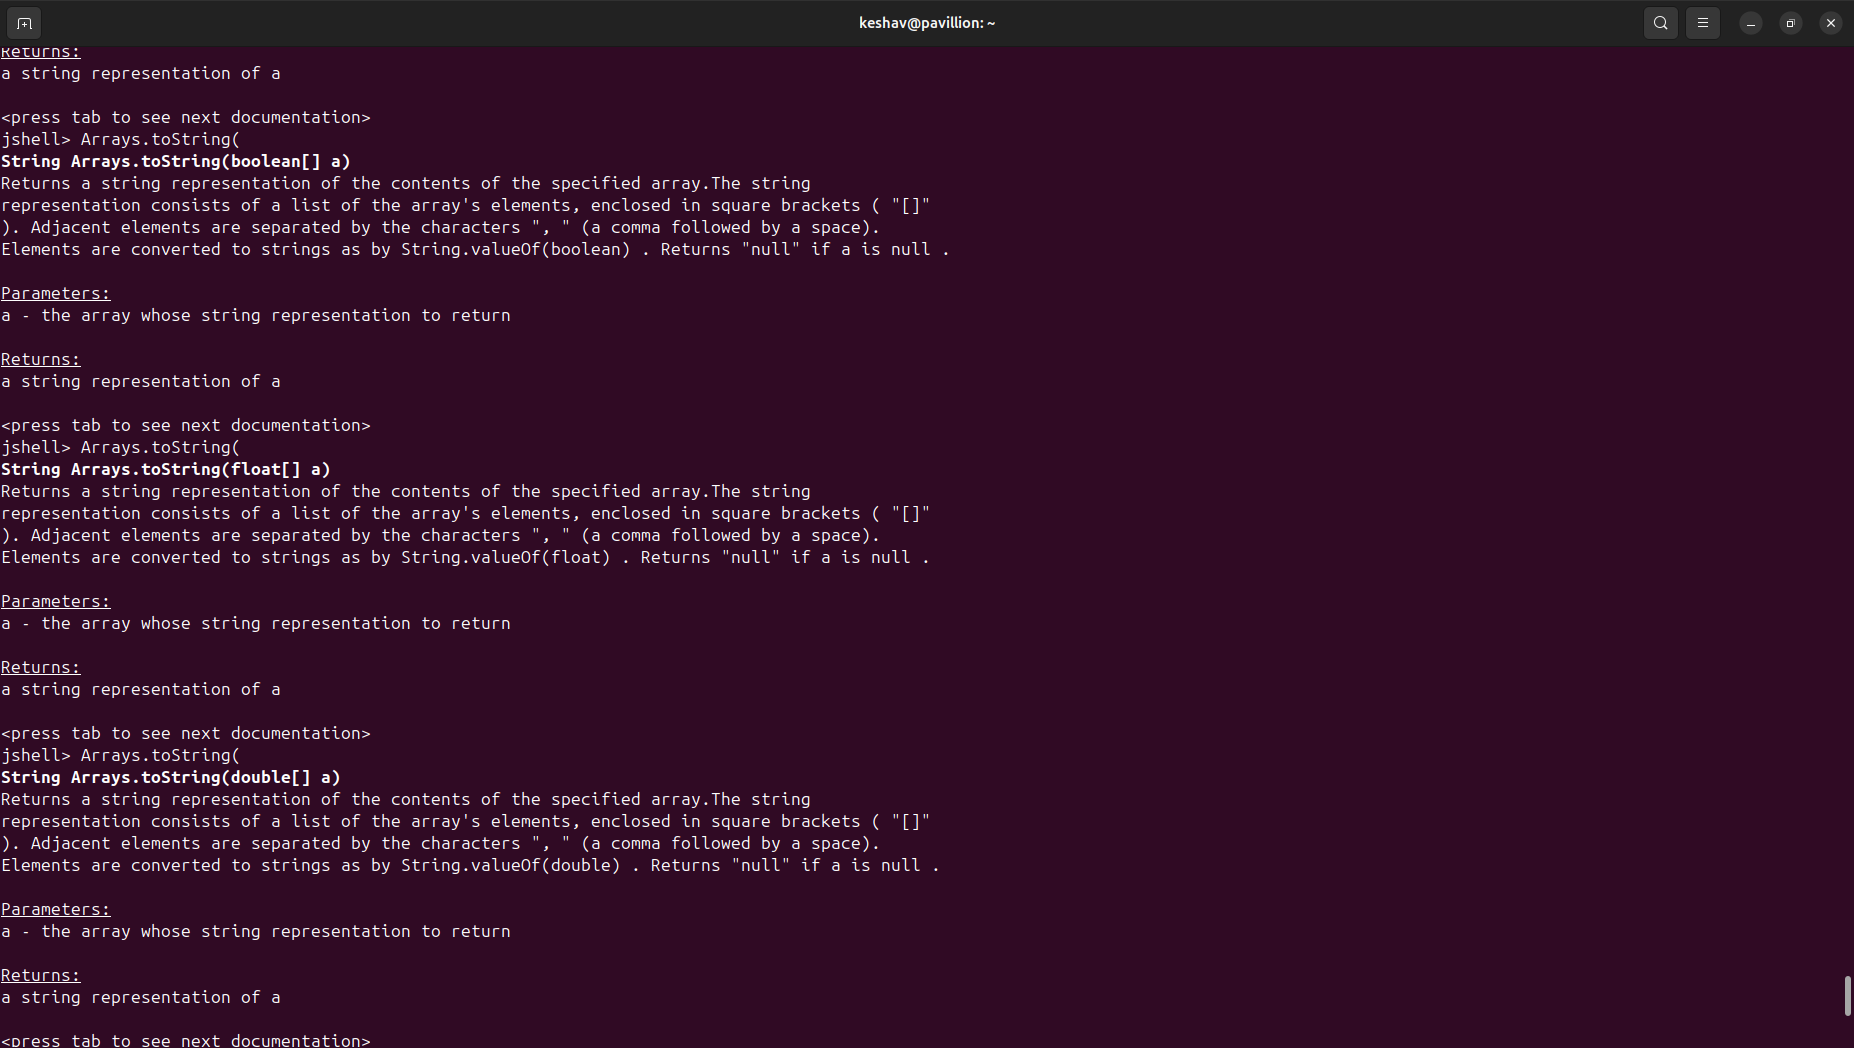 keshav@pavillion: ~
Returns:
a string representation of a
<press tab to see next documentation>
jshell> Arrays.toString(
String Arrays.toString(boolean[] a)
Returns a string representation of the contents of the specified array.The string
representation consists of a list of the array's elements, enclosed in square brackets ( "[]"
). Adjacent elements are separated by the characters ", " (a comma followed by a space).
Elements are converted to strings as by String.valueOf(boolean) . Returns "null" if a is null .
Parameters:
a - the array whose string representation to return
Returns:
a string representation of a
<press tab to see next documentation>
jshell> Arrays.toString(
String Arrays.toString(float[] a)
Returns a string representation of the contents of the specified array.The string
representation consists of a list of the array's elements, enclosed in square brackets ( "[]"
). Adjacent elements are separated by the characters ", " (a comma followed by a space).
Elements are converted to strings as by String.valueOf(float) . Returns "null" if a is null .
Parameters:
a - the array whose string representation to return
Returns:
a string representation of a
<press tab to see next documentation>
jshell> Arrays.toString(
String Arrays.toString(double[] a)
Returns a string representation of the contents of the specified array.The string
representation consists of a list of the array's elements, enclosed in square brackets ( "[]"
). Adjacent elements are separated by the characters ", " (a comma followed by a space).
Elements are converted to strings as by String.valueOf(double) . Returns "null" if a is null .
Parameters:
a - the array whose string representation to return
Returns:
a string representation of a
<press tab to see next documentation>